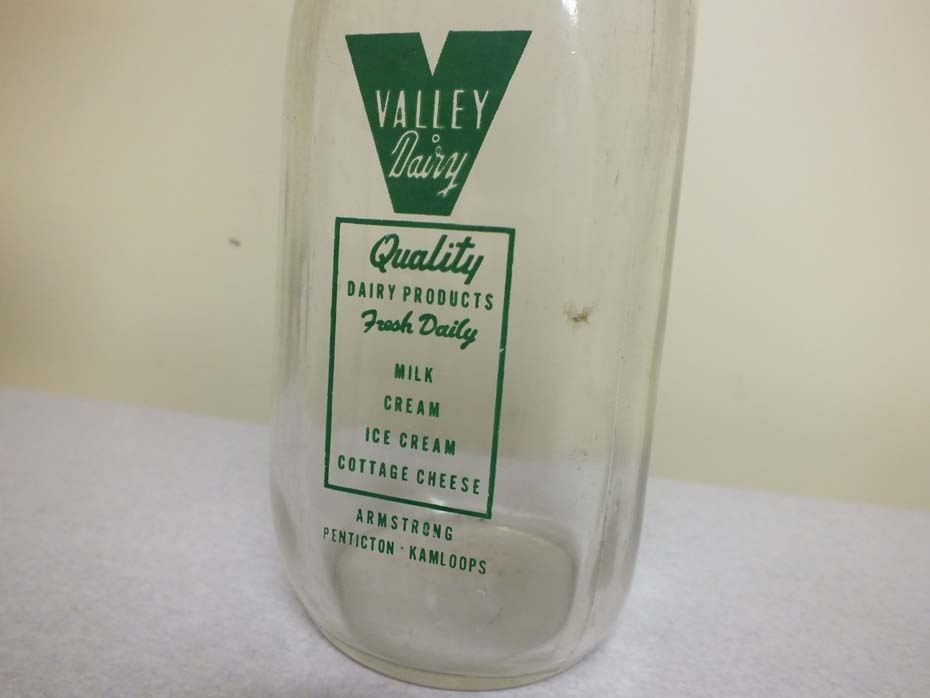 VALLEY
Dairy
Quality
DAIRY PRODUCTS
Fresh Daily
MILK
CREAM
ICE CREAM
COTTAGE CHEESE
ARMSTRONG
PENTICTON · KAMLOOPS